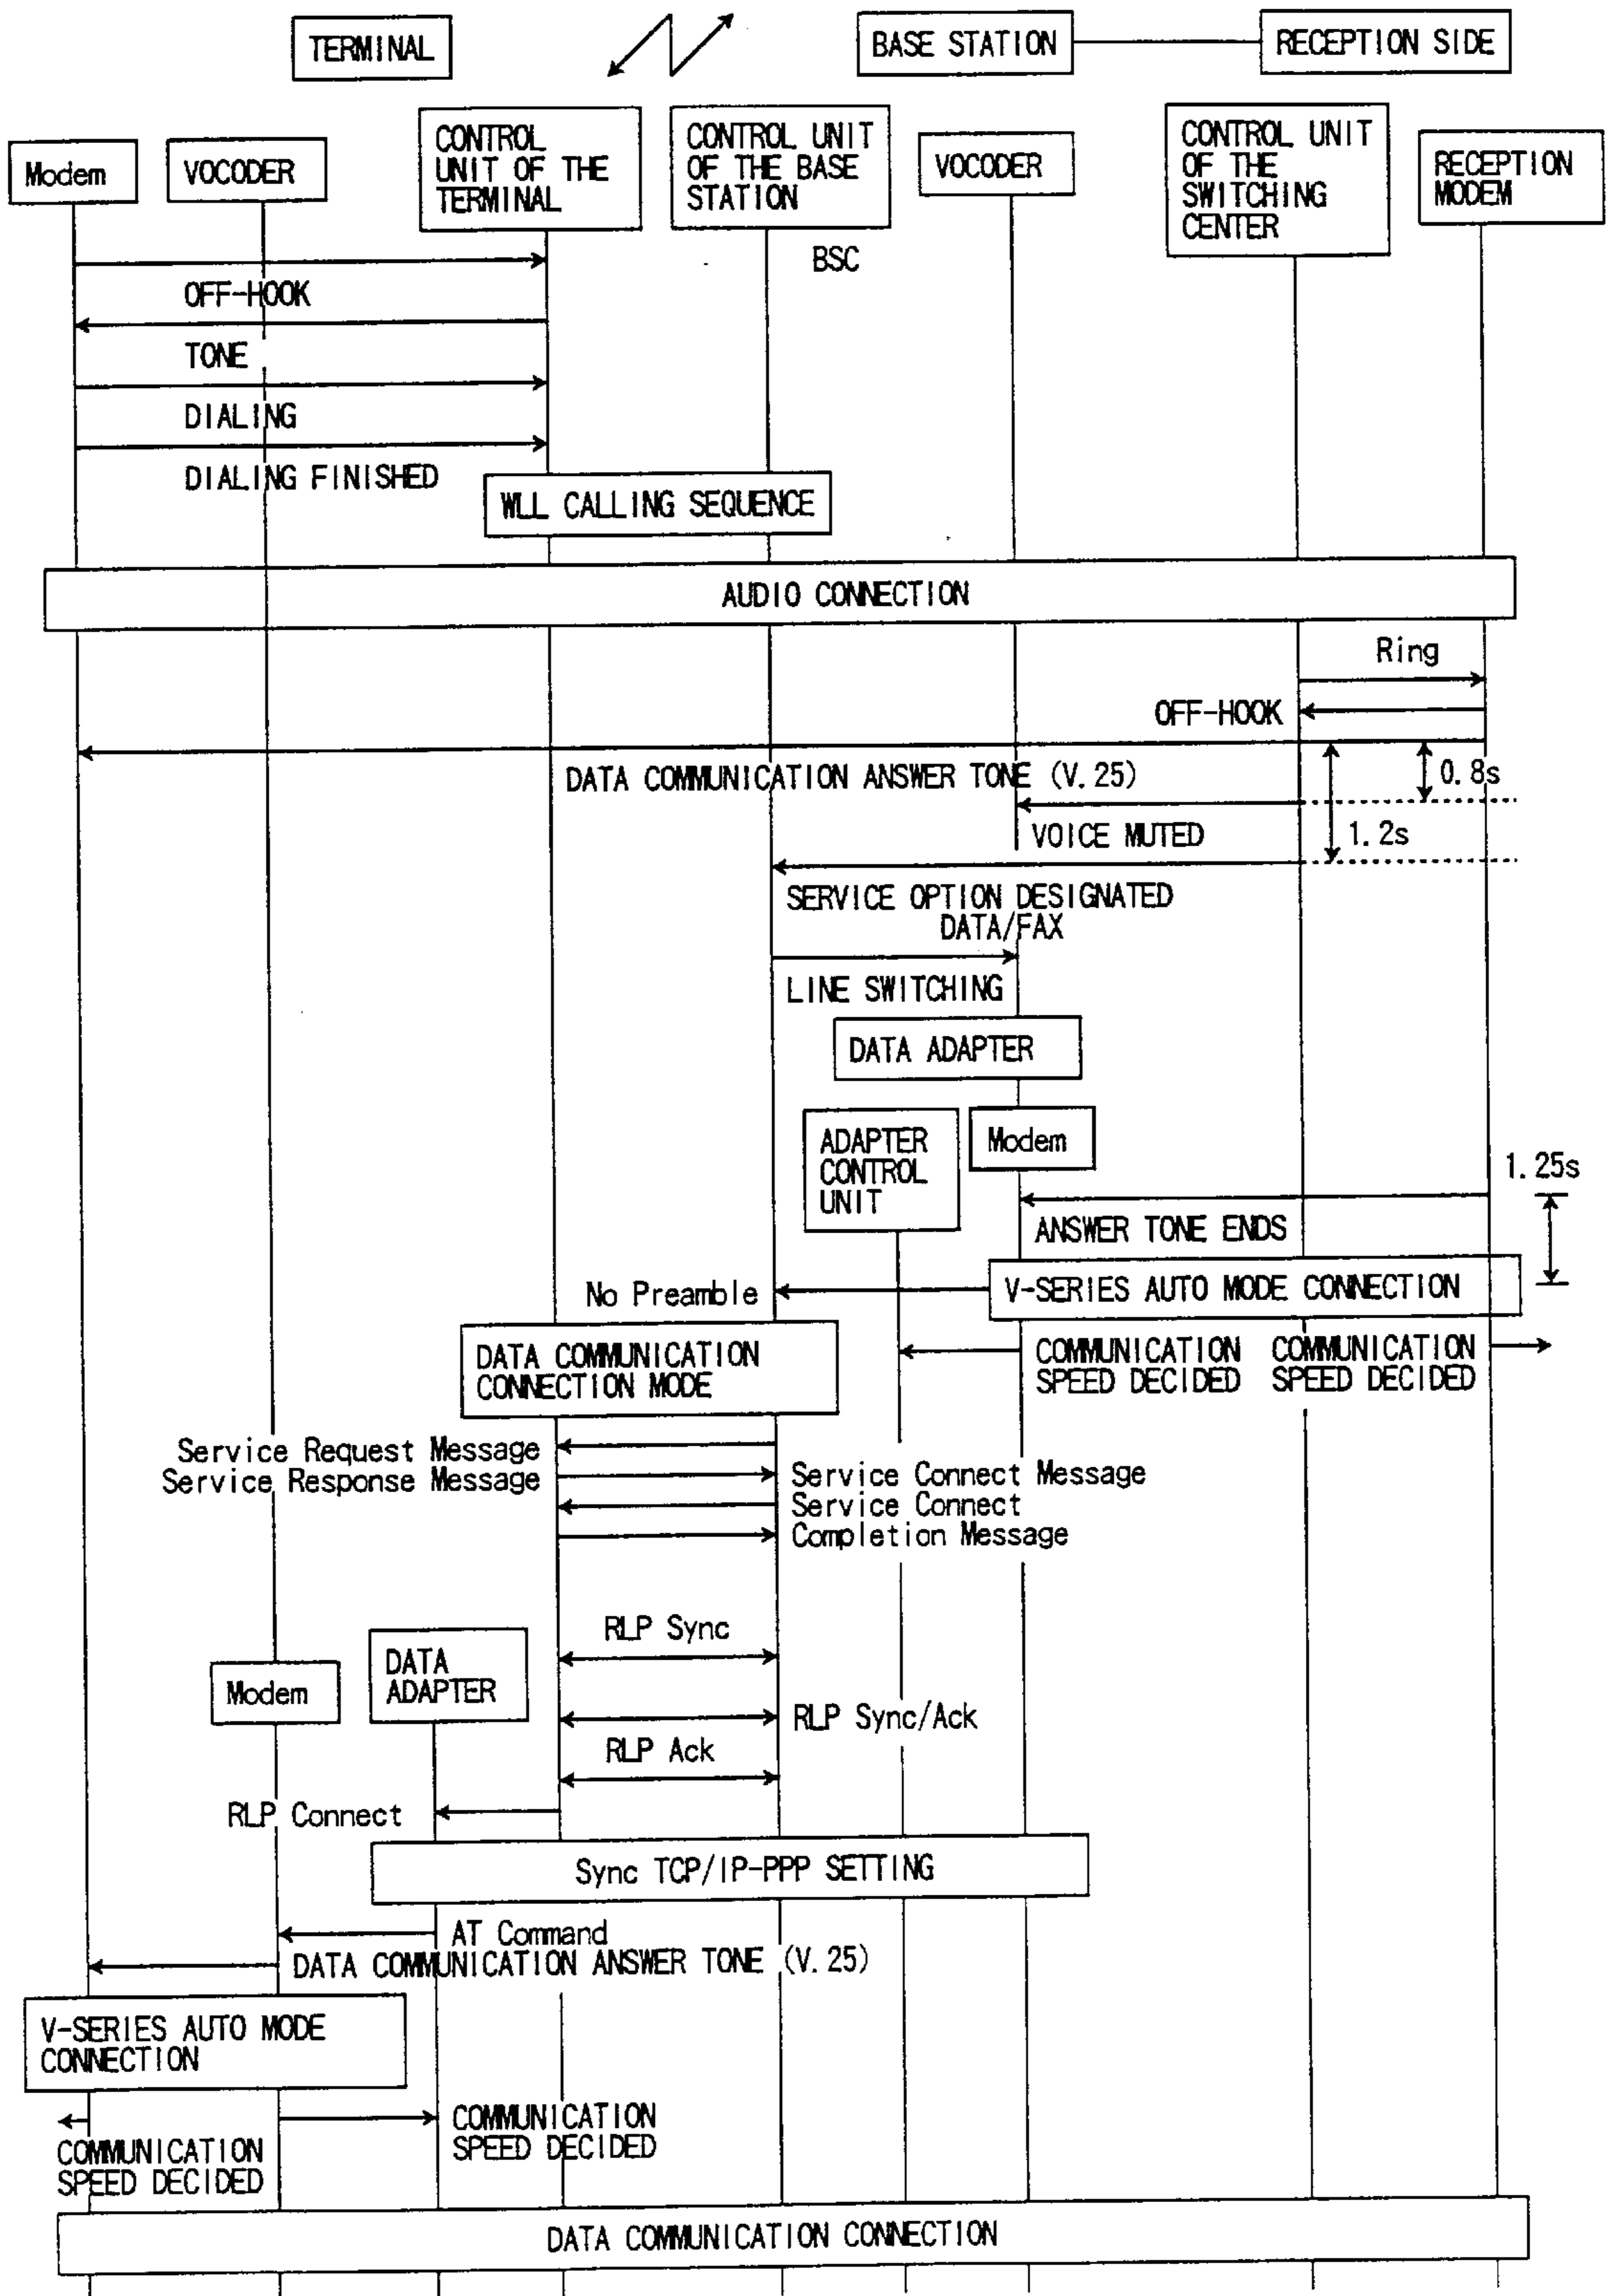 TERMINAL
BASE STATION
RECEPTION SIDE
Modem
VOCODER
CONTROL
UNIT OF THE
TERMINAL
CONTROL UNIT
OF THE BASE
STATION
VOCODER
CONTROL UNIT
OF THE
SWITCHING
CENTER
RECEPTION
MODEM
BSC
OFF-HOOK
TONE
DIALING
DIALING FINISHED
WLL CALLING SEQUENCE
AUDIO CONNECTION
Ring
OFF-HOOK
DATA COMMUNICATION ANSWER TONE (V.25)
0.8s
VOICE MUTED
1.2s
SERVICE OPTION DESIGNATED
DATA/FAX
LINE SWITCHING
DATA ADAPTER
ADAPTER
CONTROL
UNIT
Modem
1.25s
ANSWER TONE ENDS
V-SERIES AUTO MODE CONNECTION
No Preamble
DATA COMMUNICATION
CONNECTION MODE
COMMUNICATION
SPEED DECIDED
COMMUNICATION
SPEED DECIDED
Service Request Message
Service Response Message
Service Connect Message
Service Connect
Completion Message
RLP Sync
DATA
ADAPTER
Modem
RLP Sync/Ack
RLP Ack
RLP Connect
Sync TCP/IP-PPP SETTING
AT Command
DATA COMMUNICATION ANSWER TONE (V.25)
V-SERIES AUTO MODE
CONNECTION
COMMUNICATION
SPEED DECIDED
COMMUNICATION
SPEED DECIDED
DATA COMMUNICATION CONNECTION